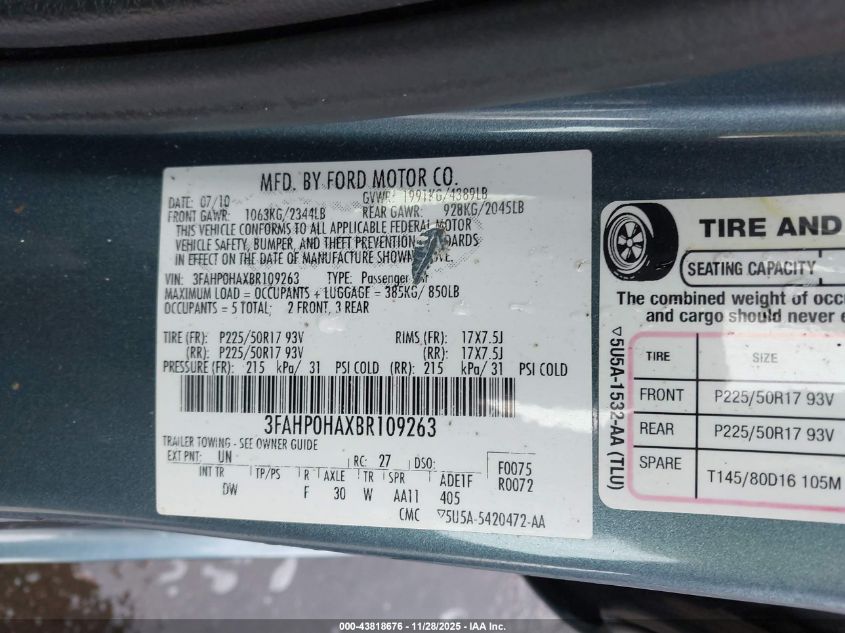 MFD. BY FORD MOTOR CO.
DATE: 07/10 GVWR: 1991KG/4389LB
FRONT GAWR: 1063KG/2344LB REAR GAWR: 928KG/2045LB
THIS VEHICLE CONFORMS TO ALL APPLICABLE FEDERAL MOTOR
VEHICLE SAFETY, BUMPER, AND THEFT PREVENTION
IN EFFECT ON THE DATE OF MANUFACTURE SHOWN
VIN: 3FAHP0HAXBR109263 TYPE: Passenger
MAXIMUM LOAD = OCCUPANTS + LUGGAGE = 385KG/ 850LB
OCCUPANTS = 5 TOTAL; 2 FRONT, 3 REAR
TIRE (FR): P225/50R17 93V RIMS (FR): 17X7.5J
(RR): P225/50R17 93V (RR): 17X7.5J
PRESSURE (FR): 215 kPa/ 31 PSI COLD (RR): 215 kPa/ 31 PSI COLD
3FAHP0HAXBR109263
TRAILER TOWING - SEE OWNER GUIDE
EXT PNT: UN RC: 27 DSO: F0075
INT TR TP/PS R AXLE TR SPR ADE1F R0072
DW F 30 W AA11 405
CMC ▽5U5A-5420472-AA
▽5U5A-1532-AA (TLU)
TIRE AND
SEATING CAPACITY
The combined weight of occu
and cargo should never e
TIRE SIZE
FRONT P225/50R17 93V
REAR P225/50R17 93V
SPARE T145/80D16 105M
000-43818676 | 11/28/2025 - IAA Inc.